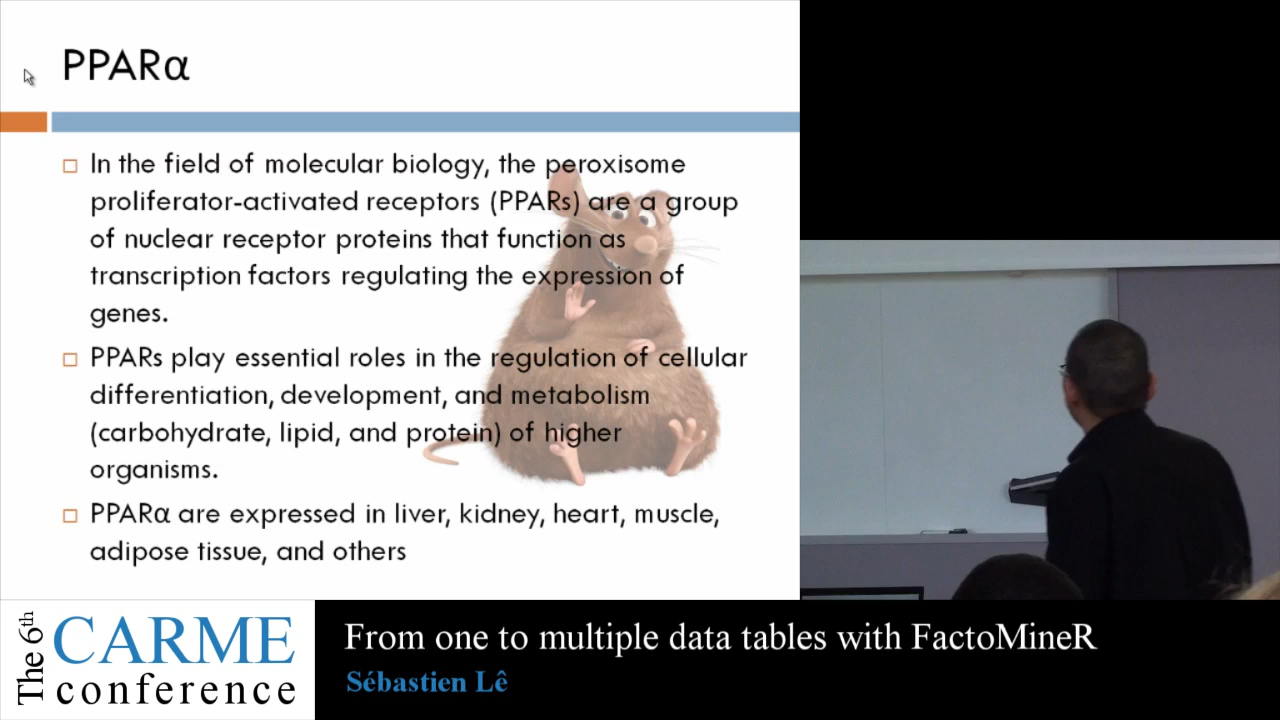 PPARα
In the field of molecular biology, the peroxisome
proliferator-activated receptors (PPARs) are a group
of nuclear receptor proteins that function as
transcription factors regulating the expression of
genes.
PPARs play essential roles in the regulation of cellular
differentiation, development, and metabolism
(carbohydrate, lipid, and protein) of higher
organisms.
PPARα are expressed in liver, kidney, heart, muscle,
adipose tissue, and others
The 6th
CARME
conference
From one to multiple data tables with FactoMineR
Sébastien Lê